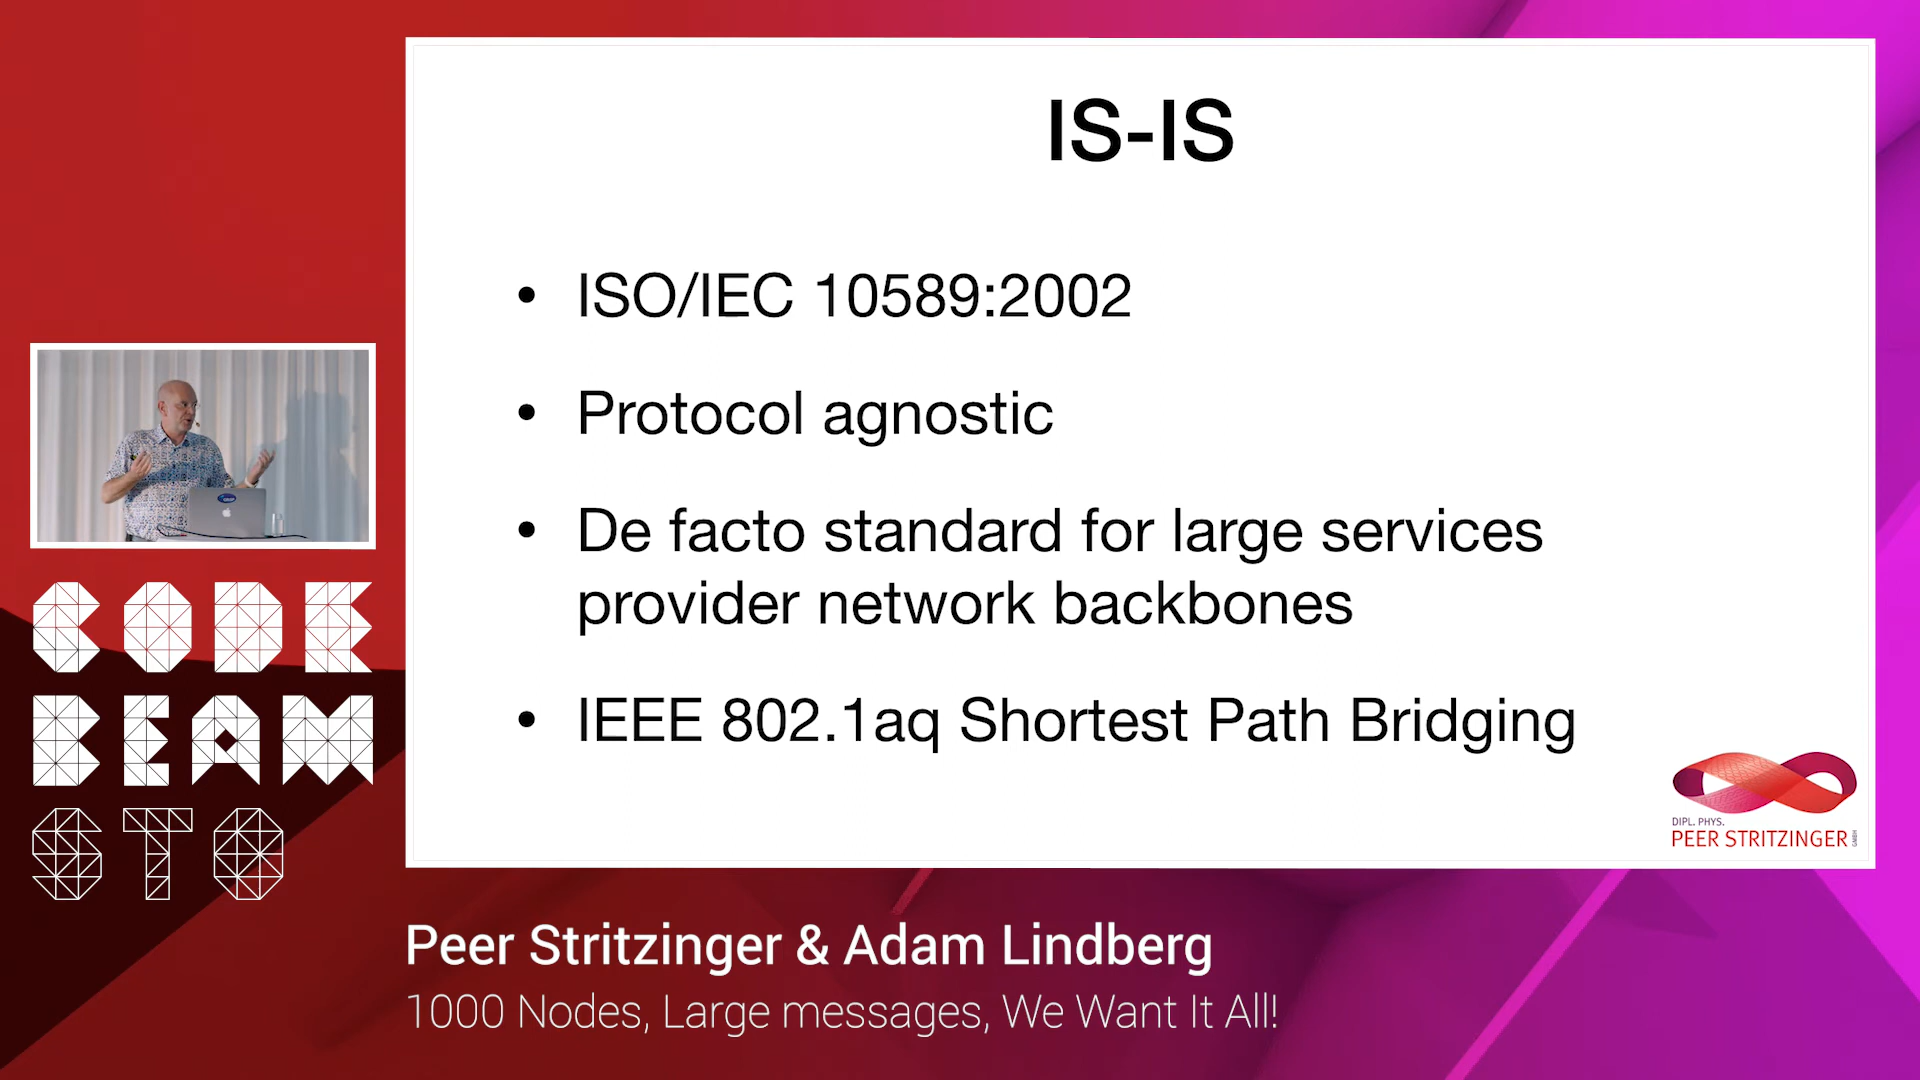 IS-IS
• ISO/IEC 10589:2002
• Protocol agnostic
• De facto standard for large services
provider network backbones
• IEEE 802.1aq Shortest Path Bridging
DIPL. PHYS.
PEER STRITZINGER GMBH
CODE
BEAM
STO
Peer Stritzinger & Adam Lindberg
1000 Nodes, Large messages, We Want It All!